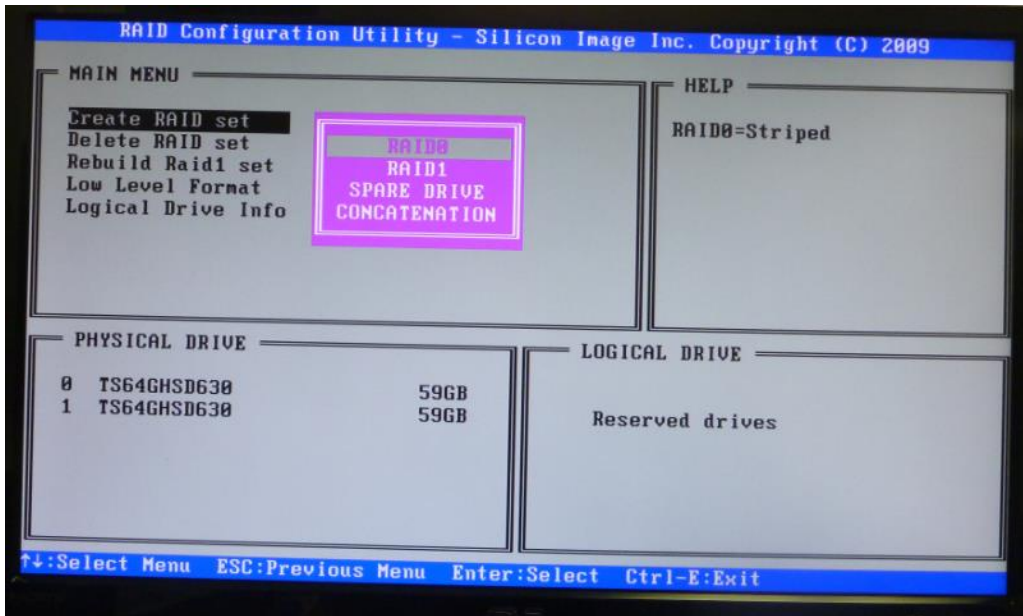 RAID Configuration Utility - Silicon Image Inc. Copyright (C) 2009
MAIN MENU
Create RAID set
Delete RAID set
Rebuild Raid1 set
Low Level Format
Logical Drive Info
RAID0
RAID1
SPARE DRIVE
CONCATENATION
HELP
RAID0=Striped
PHYSICAL DRIVE
0 TS64GHSD630 59GB
1 TS64GHSD630 59GB
LOGICAL DRIVE
Reserved drives
↑↓:Select Menu ESC:Previous Menu Enter:Select Ctrl-E:Exit